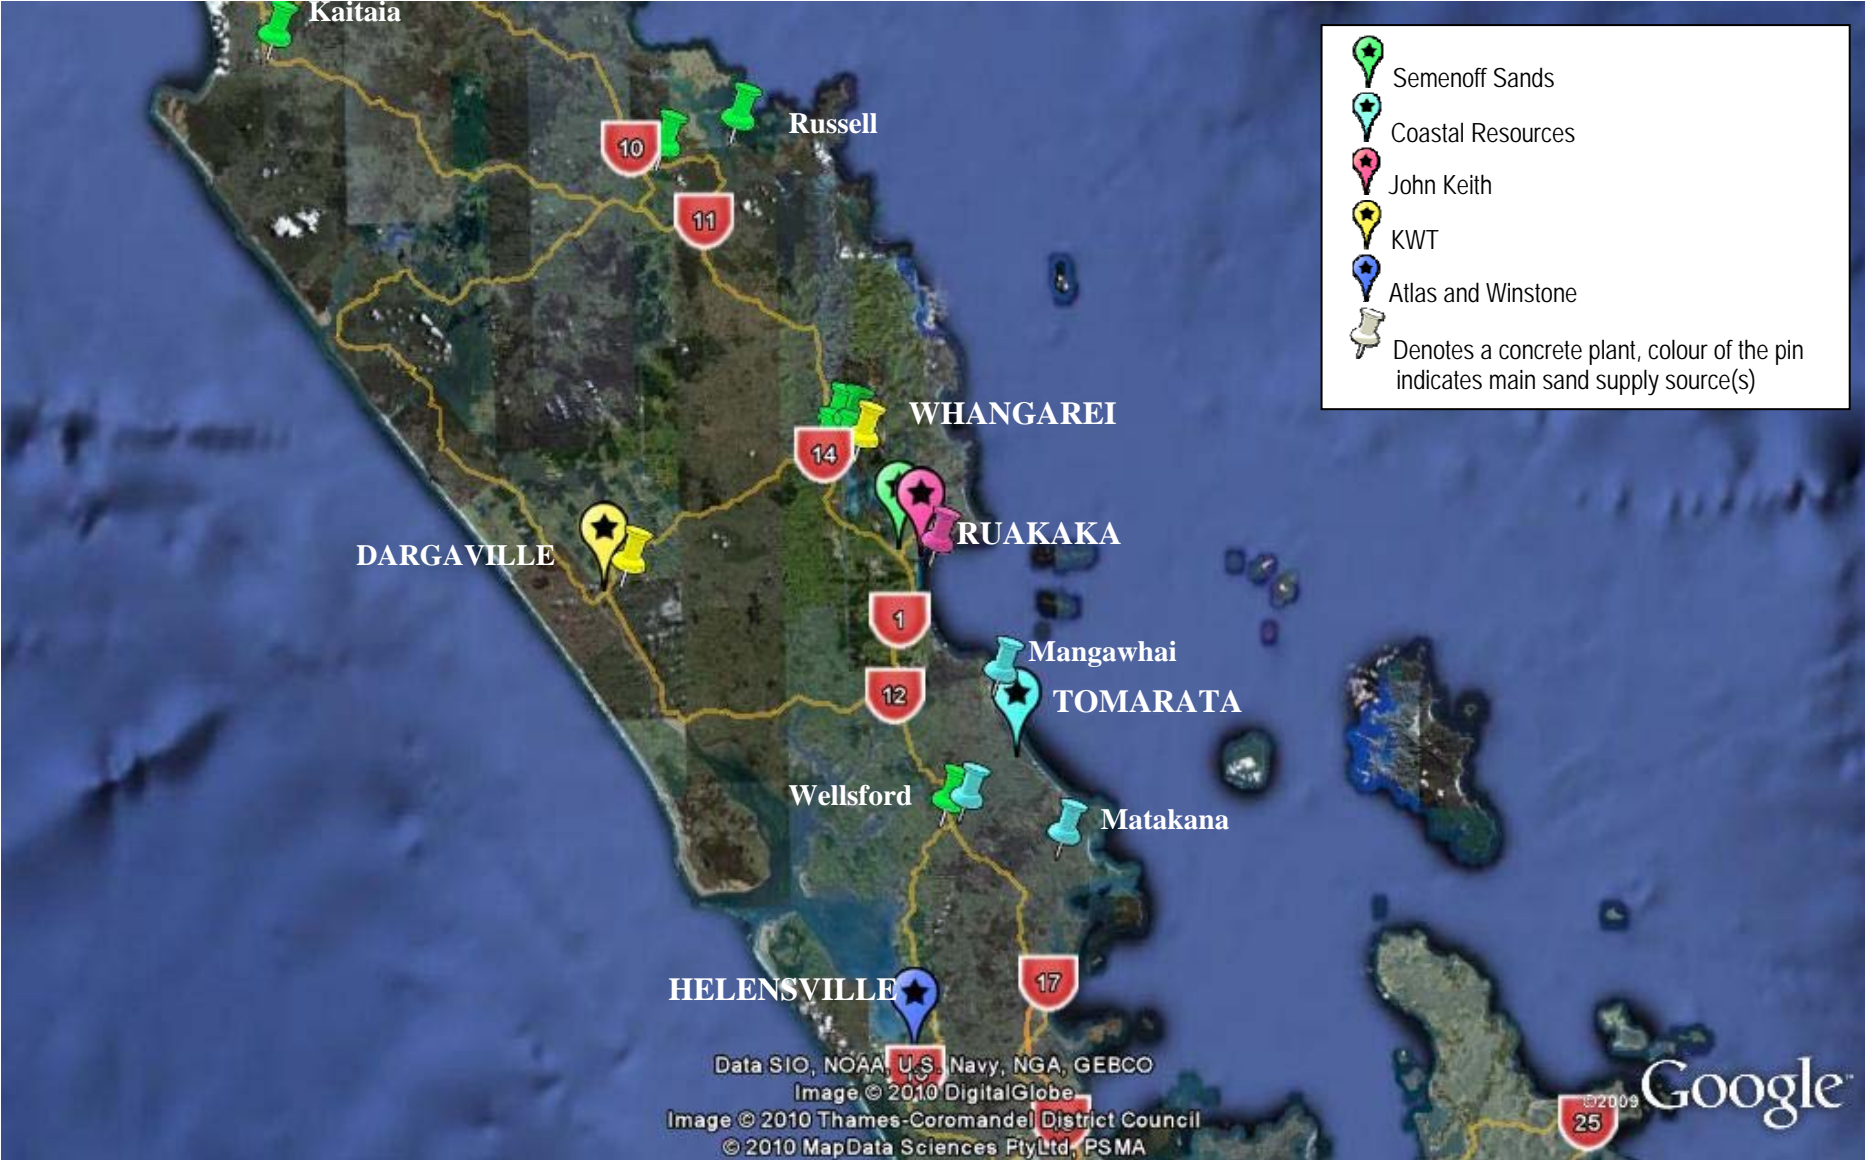 Kaitaia
Semenoff Sands
Coastal Resources
John Keith
KWT
Atlas and Winstone
Denotes a concrete plant, colour of the pin
indicates main sand supply source(s)
Russell
10
11
WHANGAREI
14
RUAKAKA
DARGAVILLE
1
Mangawhai
12
TOMARATA
Wellsford
Matakana
17
HELENSVILLE
Data SIO, NOAA, U.S. Navy, NGA, GEBCO
Image © 2010 DigitalGlobe
Image © 2010 Thames-Coromandel District Council
© 2010 MapData Sciences PtyLtd, PSMA
©2009
Google
25